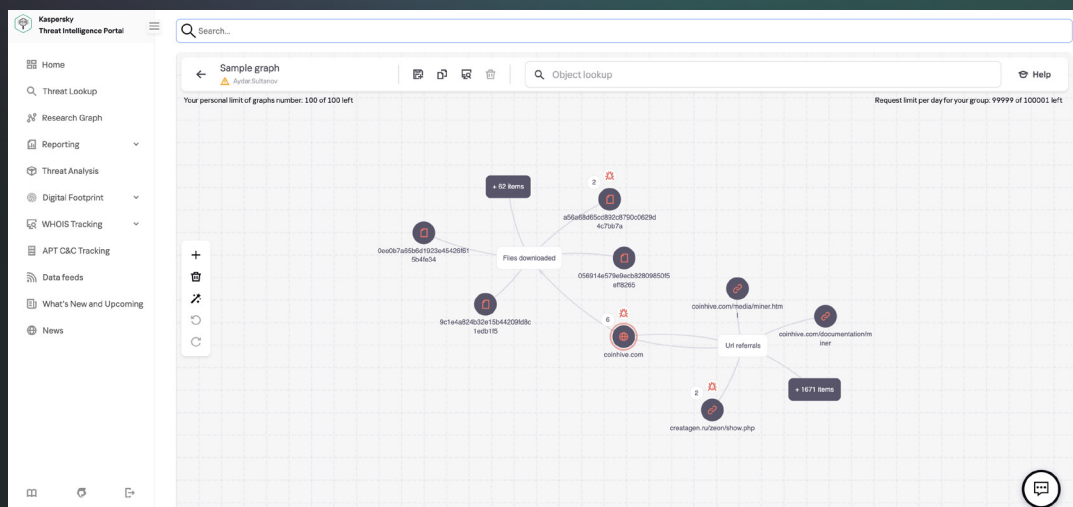 Kaspersky
Threat Intelligence Portal
Search...
Home
Threat Lookup
Research Graph
Reporting
Threat Analysis
Digital Footprint
WHOIS Tracking
APT C&C Tracking
Data feeds
What's New and Upcoming
News
Sample graph
Aydar.Sultanov
Object lookup
Help
Your personal limit of graphs number: 100 of 100 left
Request limit per day for your group: 99999 of 100001 left
+ 52 items
2
a56a68d65cd892c8790c0629d
4c7bb7a
0ee0b7a55b6d1923e45426f61
5b4fe34
Files downloaded
056914e579e9ecb8280980f5
eff8265
9c1e4a824b32e15b44209fd8c
1edb1f5
6
coinhive.com
coinhive.com/media/miner.htm
l
coinhive.com/documentation/m
iner
Url referrals
+ 1671 items
2
creatagen.ru/zeon/show.php